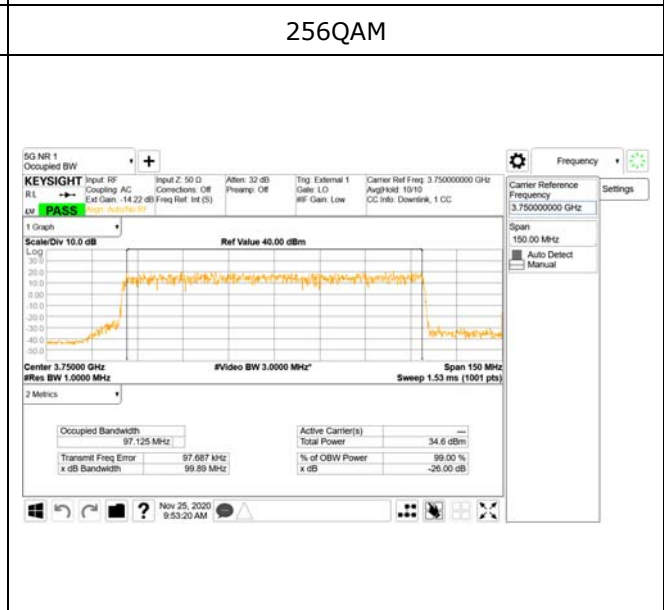 256QAM
5G NR 1
Occupied BW
+
Frequency
KEYSIGHT Input: RF Input Z: 50 Ω Atten: 32 dB Trig: External 1 Carrier Ref Freq: 3.750000000 GHz
RL Coupling: AC Corrections: Off Preamp: Off Gate: LO Avg|Hold: 10/10
Ext Gain: -14.22 dB Freq Ref: Int (S) #IF Gain: Low CC Info: Downlink, 1 CC
PASS Align: Auto/No RF
Carrier Reference
Frequency
3.750000000 GHz
Settings
Span
150.00 MHz
Auto Detect
Manual
1 Graph
Scale/Div 10.0 dB Ref Value 40.00 dBm
Log
30.0
20.0
10.0
0.00
-10.0
-20.0
-30.0
-40.0
-50.0
Center 3.75000 GHz #Video BW 3.0000 MHz* Span 150 MHz
#Res BW 1.0000 MHz Sweep 1.53 ms (1001 pts)
2 Metrics
Occupied Bandwidth
97.125 MHz
Transmit Freq Error 97.687 kHz
x dB Bandwidth 99.89 MHz
Active Carrier(s) ---
Total Power 34.6 dBm
% of OBW Power 99.00 %
x dB -26.00 dB
? Nov 25, 2020
9:53:20 AM